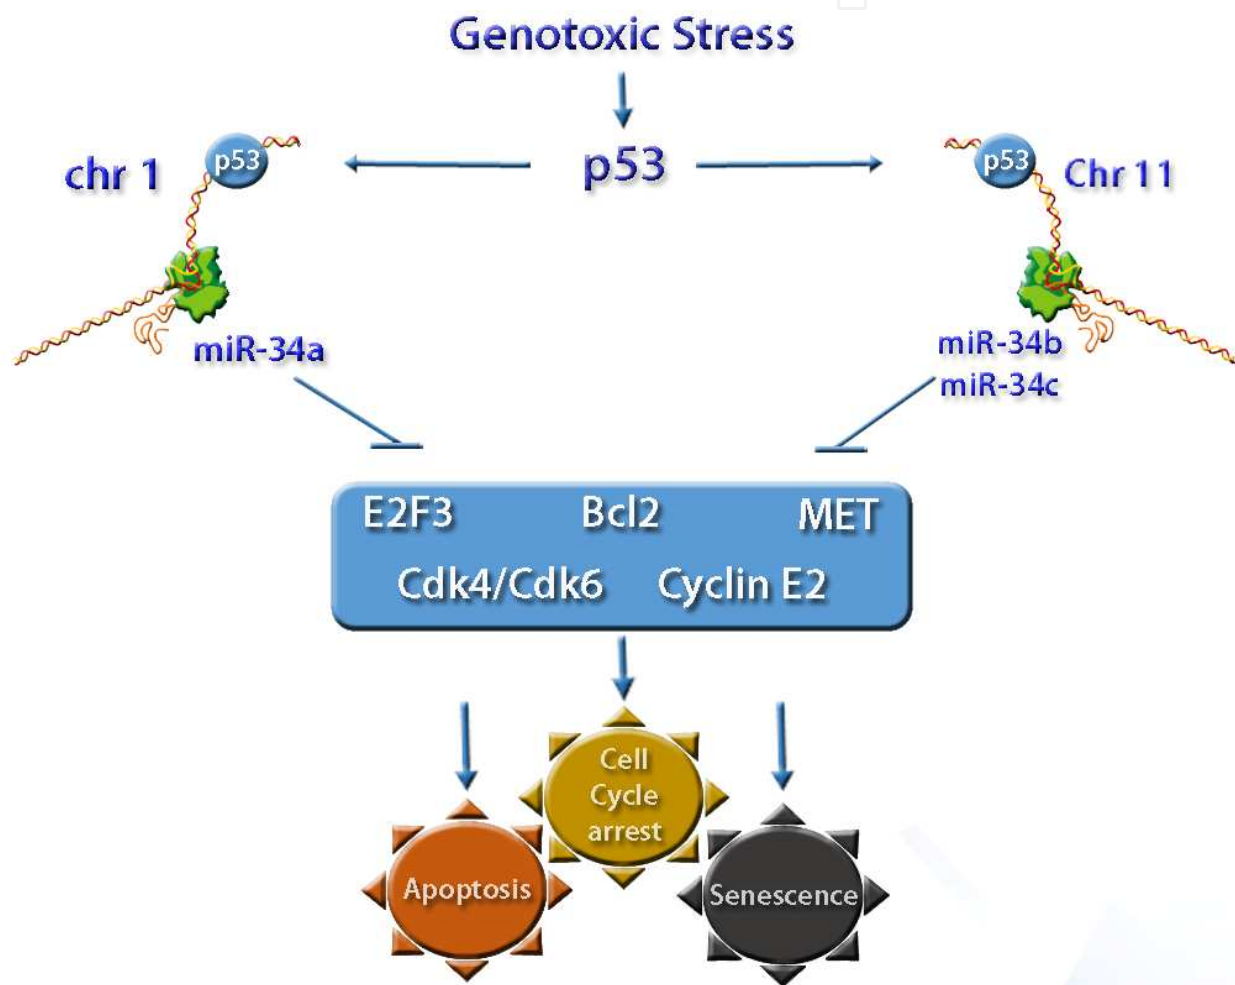 Genotoxic Stress
chr 1
p53
p53
p53
Chr 11
miR-34a
miR-34b
miR-34c
E2F3 Bcl2 MET
Cdk4/Cdk6 Cyclin E2
Cell
Cycle
arrest
Apoptosis
Senescence